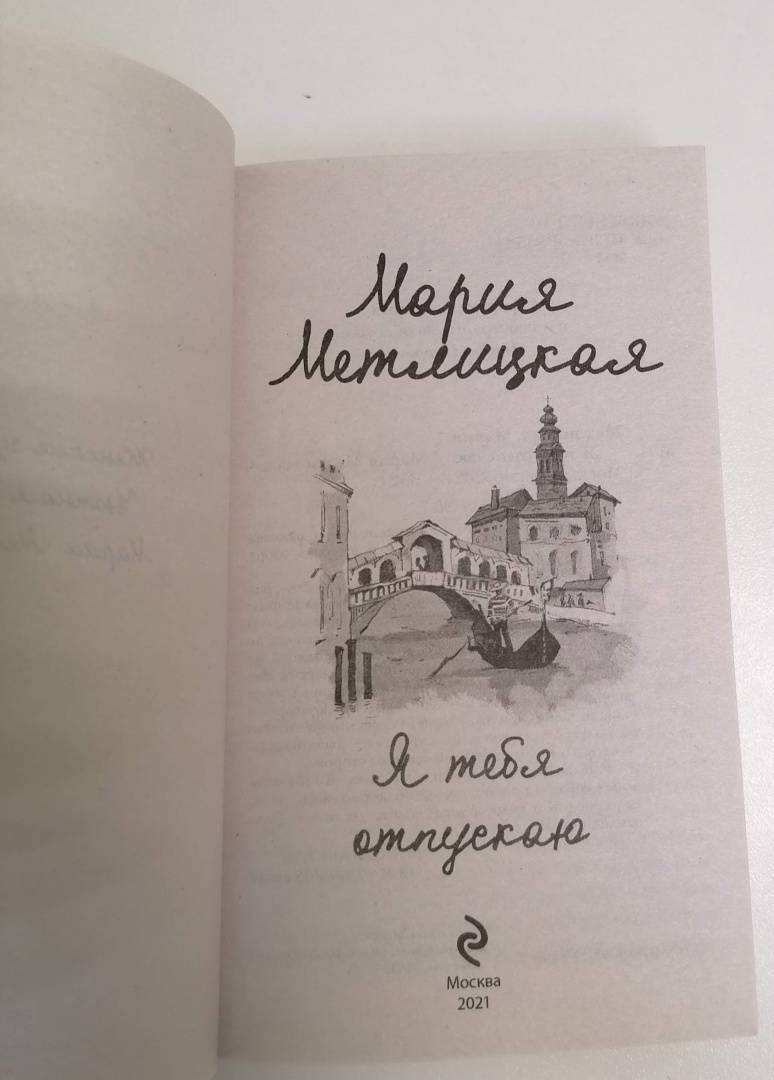 Мария
Метлицкая
Я тебя
отпускаю
Москва
2021